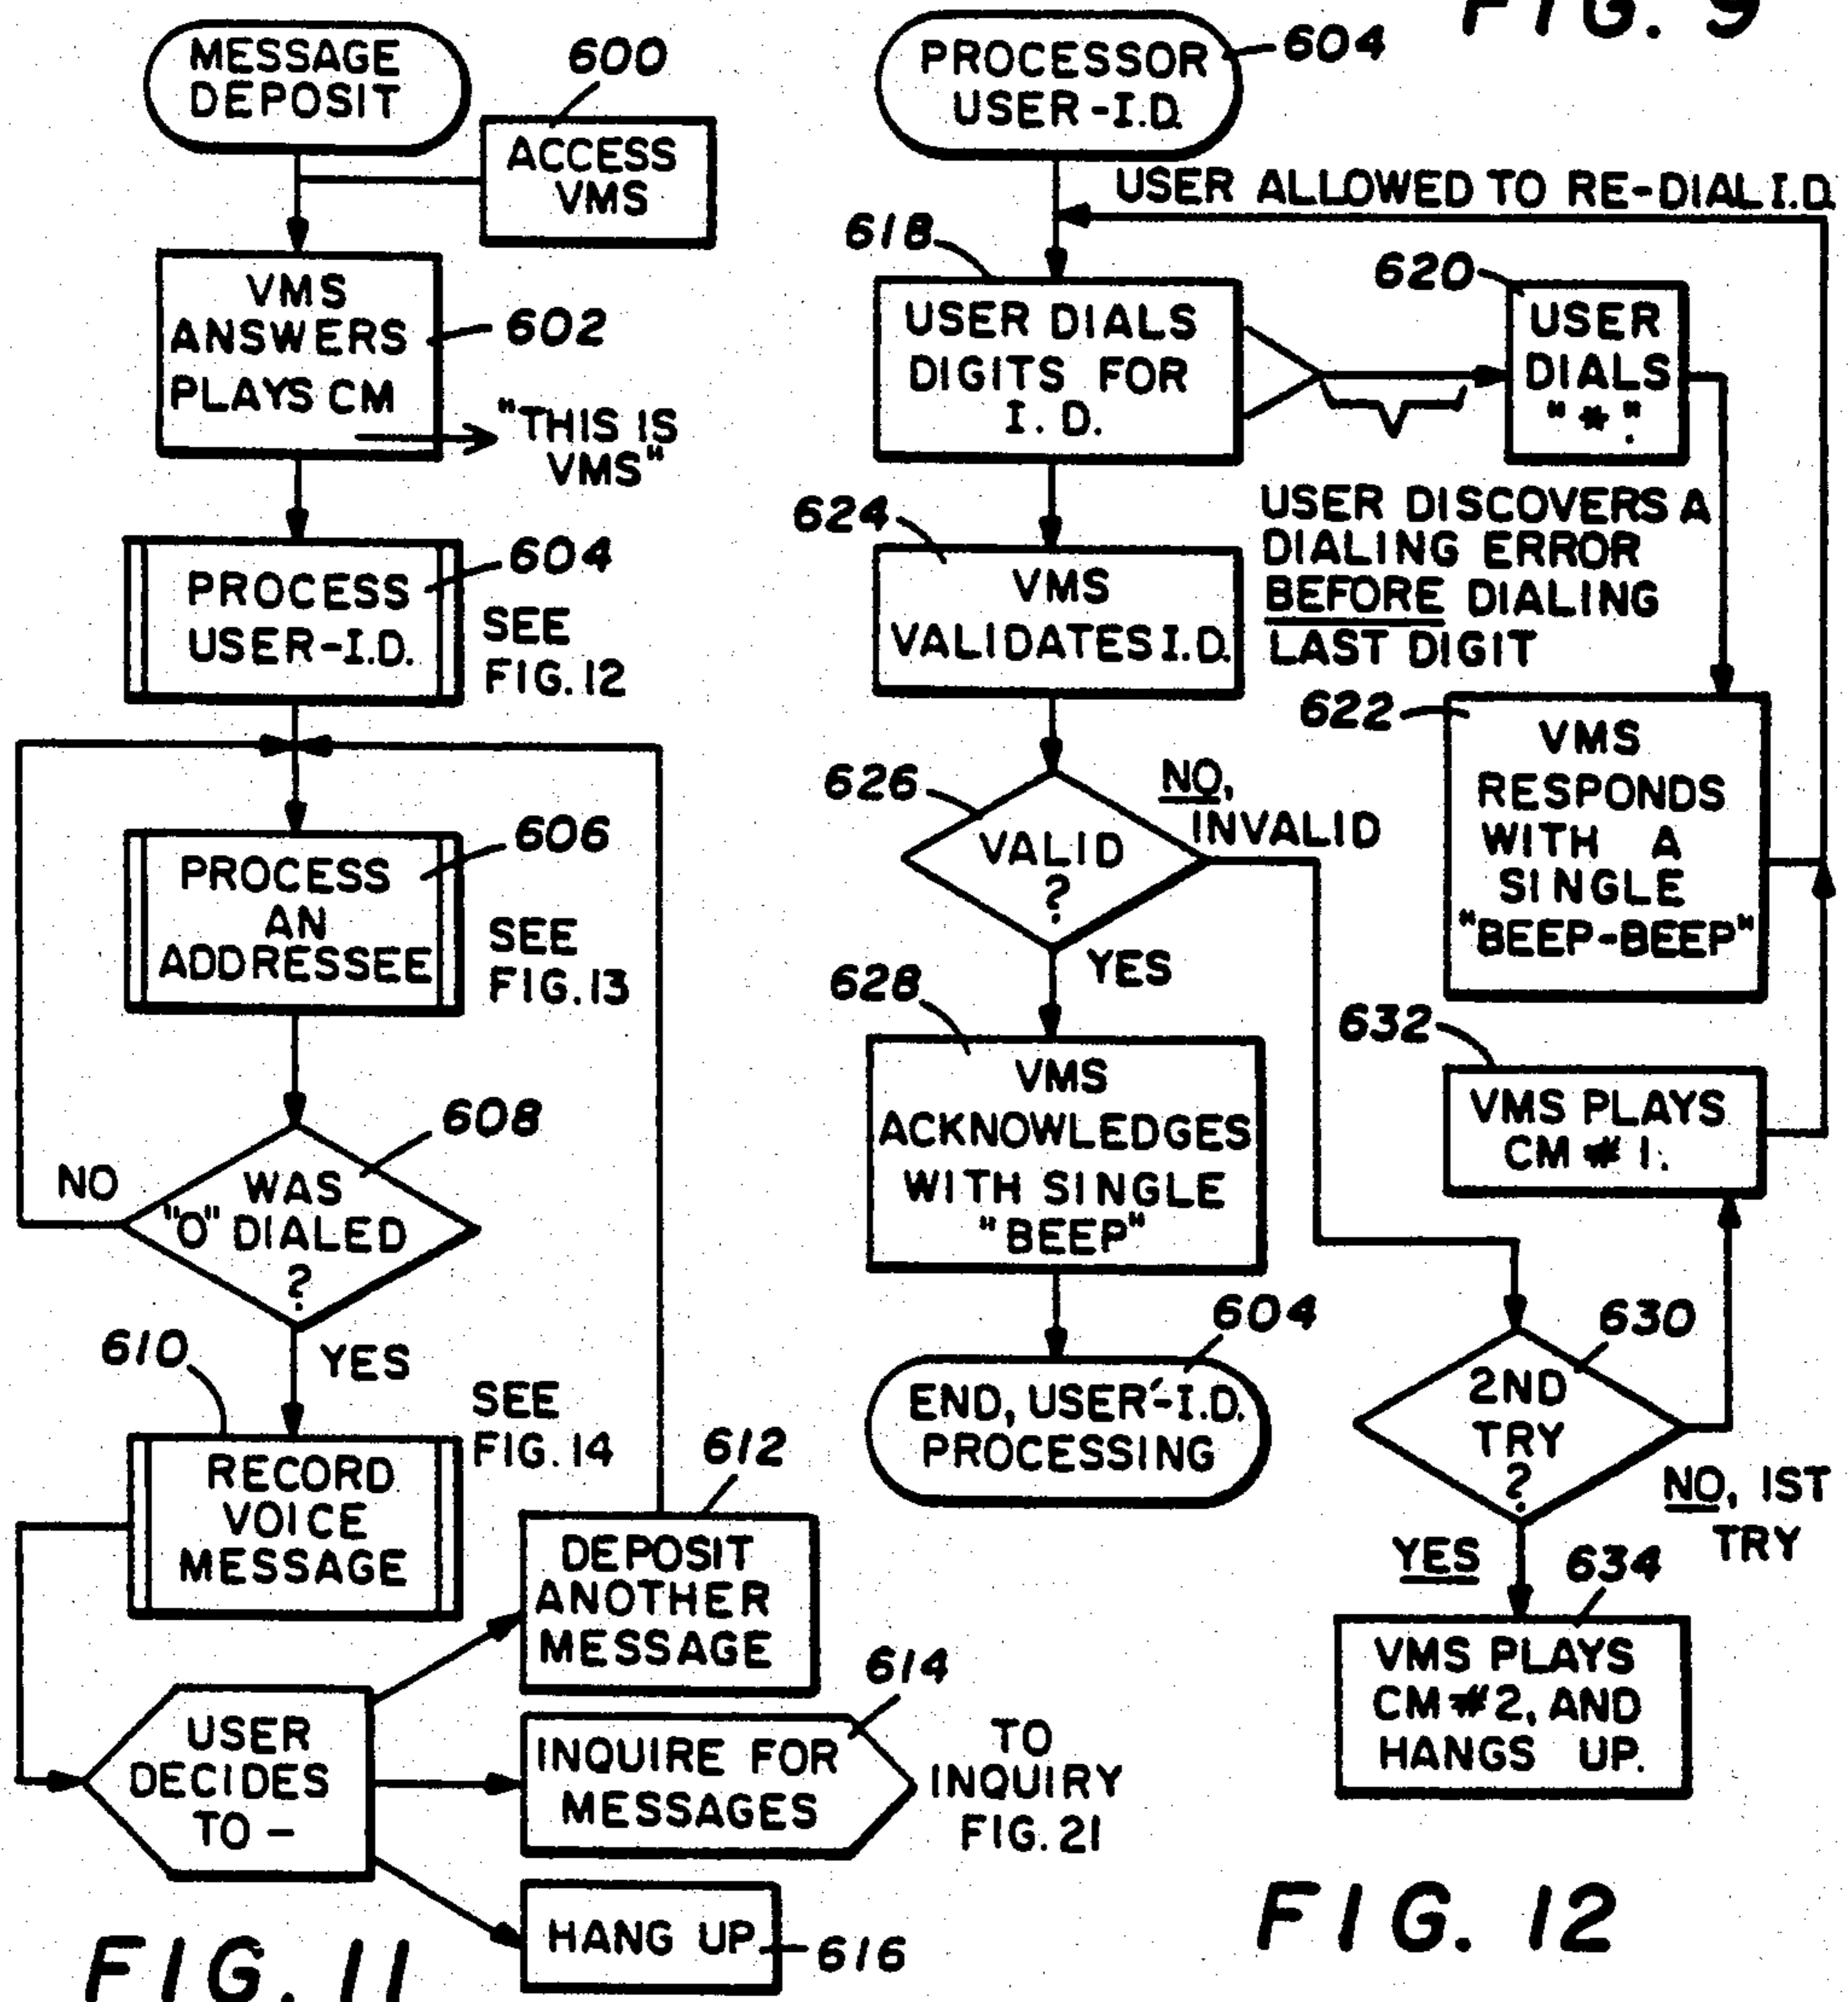 FIG. 9
MESSAGE
DEPOSIT
600
ACCESS
VMS
VMS
ANSWERS
PLAYS CM
602
"THIS IS
VMS"
PROCESS
USER-I.D.
604
SEE
FIG. 12
PROCESS
AN
ADDRESSEE
606
SEE
FIG. 13
608
WAS
"O" DIALED
?
NO
YES
610
SEE
FIG. 14
RECORD
VOICE
MESSAGE
612
DEPOSIT
ANOTHER
MESSAGE
USER
DECIDES
TO -
614
INQUIRE FOR
MESSAGES
TO
INQUIRY
FIG. 21
HANG UP
616
FIG. 11
PROCESSOR
USER-I.D.
604
USER ALLOWED TO RE-DIAL I.D.
618
USER DIALS
DIGITS FOR
I. D.
620
USER
DIALS
"*".
USER DISCOVERS A
DIALING ERROR
BEFORE DIALING
LAST DIGIT
624
VMS
VALIDATES I.D.
622
VMS
RESPONDS
WITH A
SINGLE
"BEEP-BEEP"
626
VALID
?
NO,
INVALID
YES
628
VMS
ACKNOWLEDGES
WITH SINGLE
"BEEP"
632
VMS PLAYS
CM # 1.
604
END, USER-I.D.
PROCESSING
630
2ND
TRY
?
NO, 1ST
TRY
YES
634
VMS PLAYS
CM #2, AND
HANGS UP.
FIG. 12